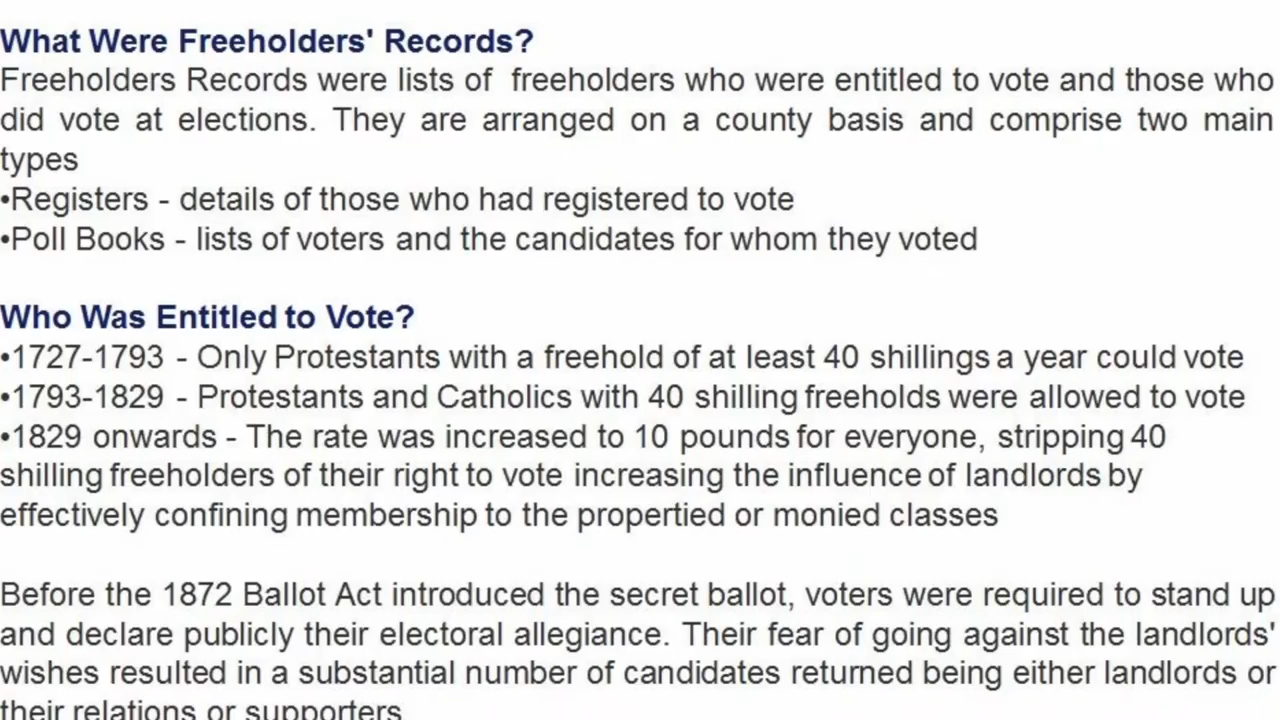 What Were Freeholders' Records?
Freeholders Records were lists of freeholders who were entitled to vote and those who
did vote at elections. They are arranged on a county basis and comprise two main
types
•Registers - details of those who had registered to vote
•Poll Books - lists of voters and the candidates for whom they voted
Who Was Entitled to Vote?
•1727-1793 - Only Protestants with a freehold of at least 40 shillings a year could vote
•1793-1829 - Protestants and Catholics with 40 shilling freeholds were allowed to vote
•1829 onwards - The rate was increased to 10 pounds for everyone, stripping 40
shilling freeholders of their right to vote increasing the influence of landlords by
effectively confining membership to the propertied or monied classes
Before the 1872 Ballot Act introduced the secret ballot, voters were required to stand up
and declare publicly their electoral allegiance. Their fear of going against the landlords'
wishes resulted in a substantial number of candidates returned being either landlords or
their relations or supporters